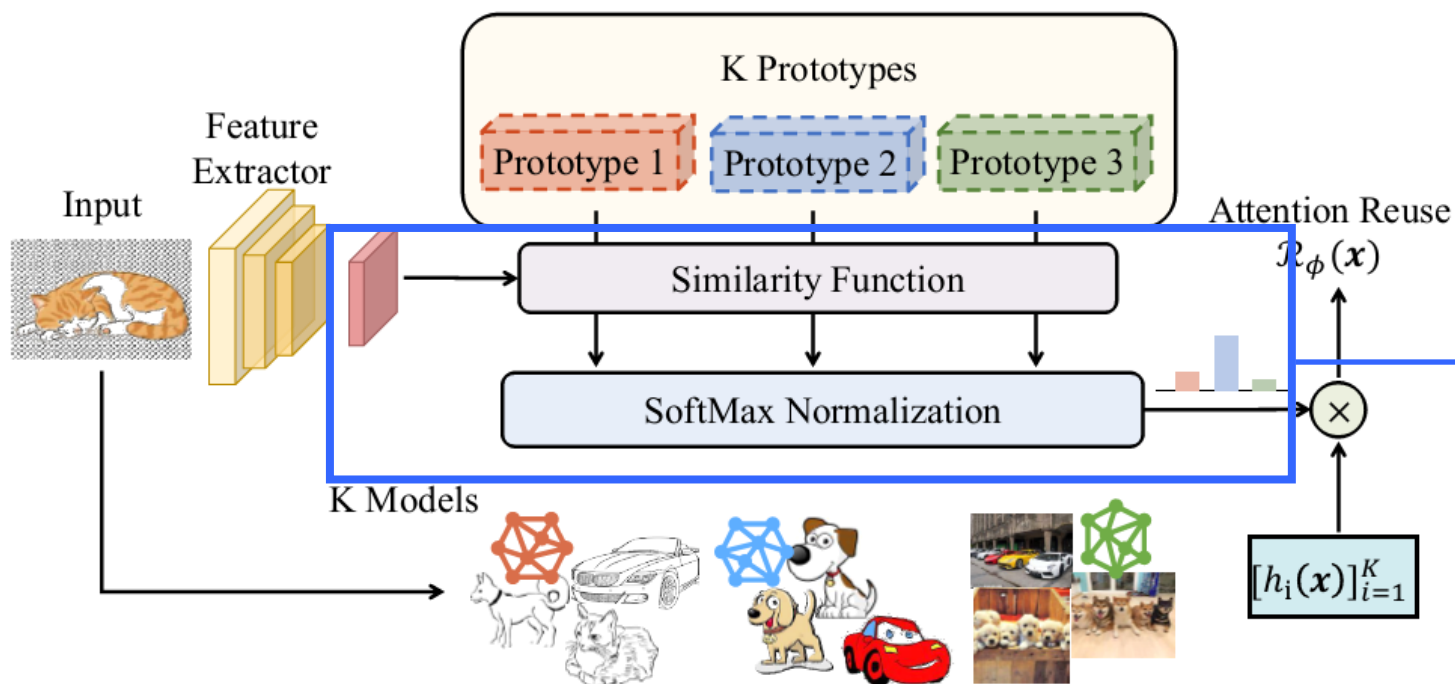 K Prototypes
Feature
Extractor
Prototype 1
Prototype 2
Prototype 3
Input
Attention Reuse
ℛ𝜙(𝒙)
Similarity Function
SoftMax Normalization
×
K Models
[hᵢ(𝒙)]ᴷᵢ₌₁